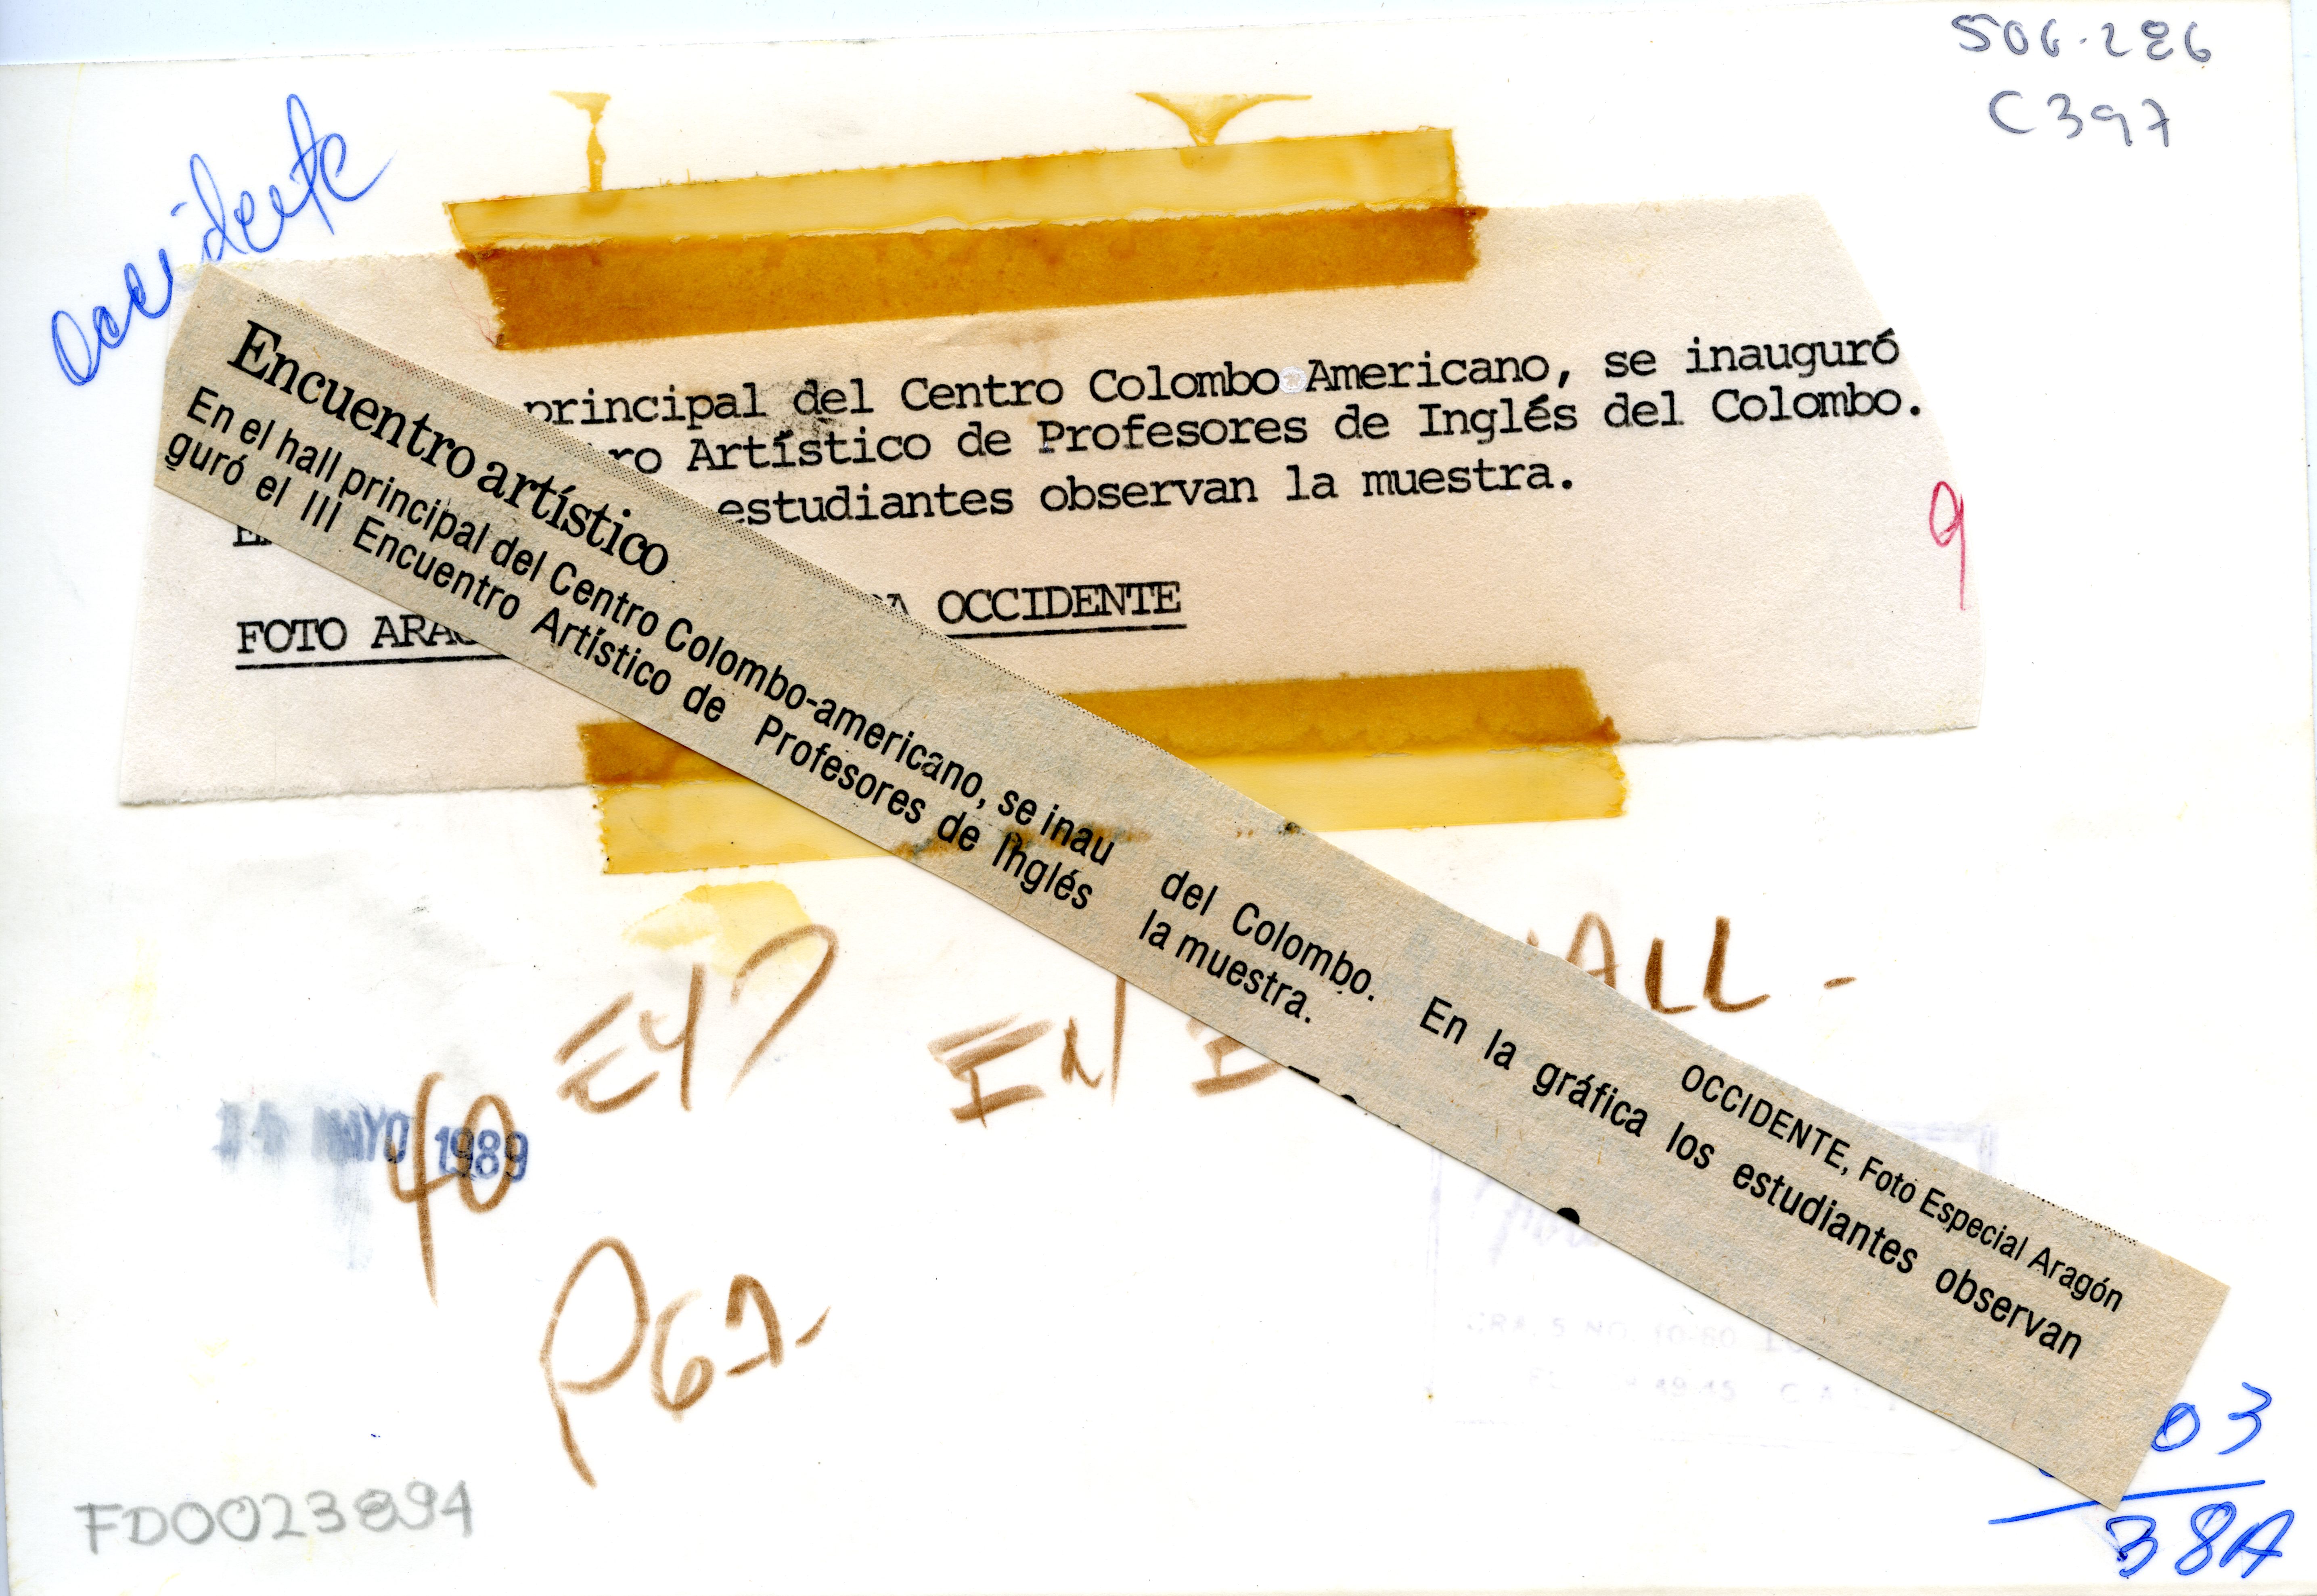 506-286
C397
Occidente
principal del Centro Colombo Americano, se inauguró
ro Artístico de Profesores de Inglés del Colombo.
estudiantes observan la muestra.
FOTO ARA
A OCCIDENTE
9
Encuentro artístico
En el hall principal del Centro Colombo-americano, se inau
guró el III Encuentro Artístico de Profesores de Inglés
del Colombo. En la gráfica los estudiantes observan
la muestra.
OCCIDENTE, Foto Especial Aragón
ALL -
MAYO 1989
40
FD0023894
03
38A